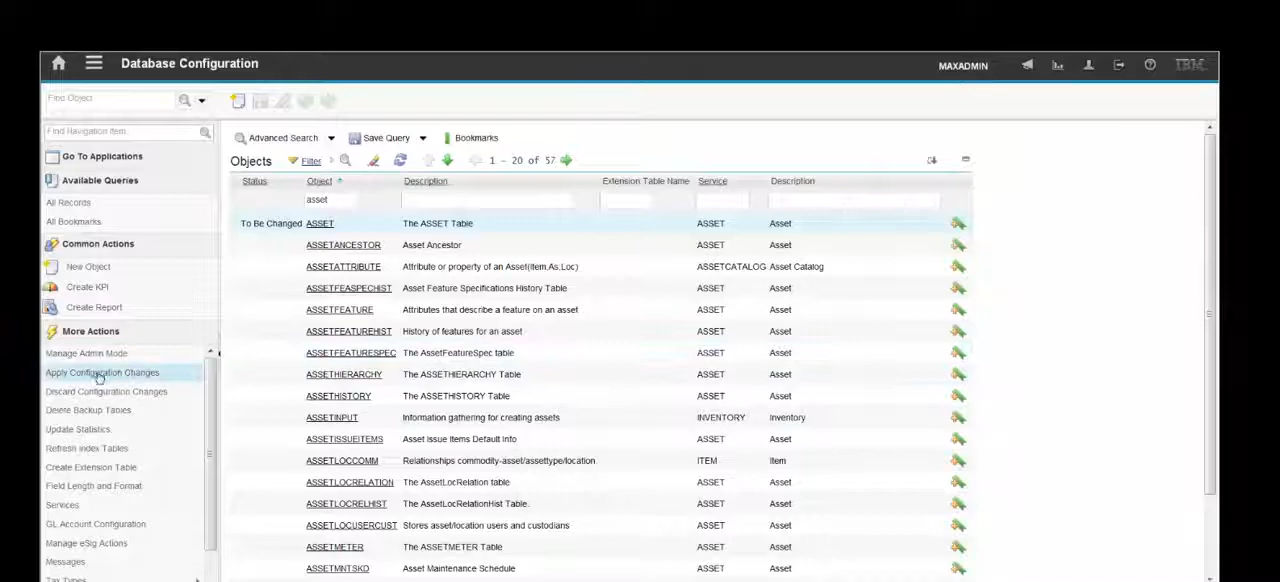 Database Configuration MAXADMIN IBM
Find Object
Find Navigation Item
Go To Applications
Available Queries
All Records
All Bookmarks
Common Actions
New Object
Create KPI
Create Report
More Actions
Manage Admin Mode
Apply Configuration Changes
Discard Configuration Changes
Delete Backup Tables
Update Statistics
Refresh Index Tables
Create Extension Table
Field Length and Format
Services
GL Account Configuration
Manage eSig Actions
Messages
Tax Types
Advanced Search Save Query Bookmarks
Objects Filter 1 - 20 of 57
Status Object Description Extension Table Name Service Description
asset
To Be Changed ASSET The ASSET Table ASSET Asset
ASSETANCESTOR Asset Ancestor ASSET Asset
ASSETATTRIBUTE Attribute or property of an Asset(Item,As,Loc) ASSETCATALOG Asset Catalog
ASSETFEASPECHIST Asset Feature Specifications History Table ASSET Asset
ASSETFEATURE Attributes that describe a feature on an asset ASSET Asset
ASSETFEATUREHIST History of features for an asset ASSET Asset
ASSETFEATURESPEC The AssetFeatureSpec table ASSET Asset
ASSETHIERARCHY The ASSETHIERARCHY Table ASSET Asset
ASSETHISTORY The ASSETHISTORY Table ASSET Asset
ASSETINPUT Information gathering for creating assets INVENTORY Inventory
ASSETISSUEITEMS Asset Issue Items Default Info ASSET Asset
ASSETLOCCOMM Relationships commodity-asset/assettype/location. ITEM Item
ASSETLOCRELATION The AssetLocRelation table ASSET Asset
ASSETLOCRELHIST The AssetLocRelationHist Table. ASSET Asset
ASSETLOCUSERCUST Stores asset/location users and custodians ASSET Asset
ASSETMETER The ASSETMETER Table ASSET Asset
ASSETMNTSKD Asset Maintenance Schedule ASSET Asset